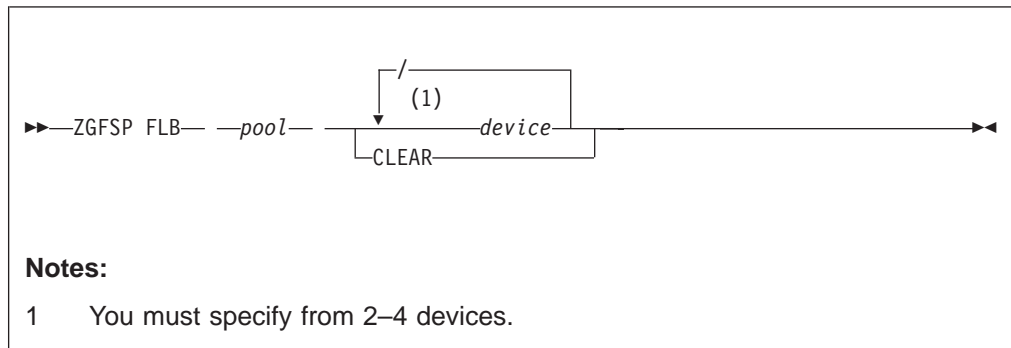 /
(1)
ZGFSP FLB pool device
CLEAR
Notes:
1 You must specify from 2–4 devices.